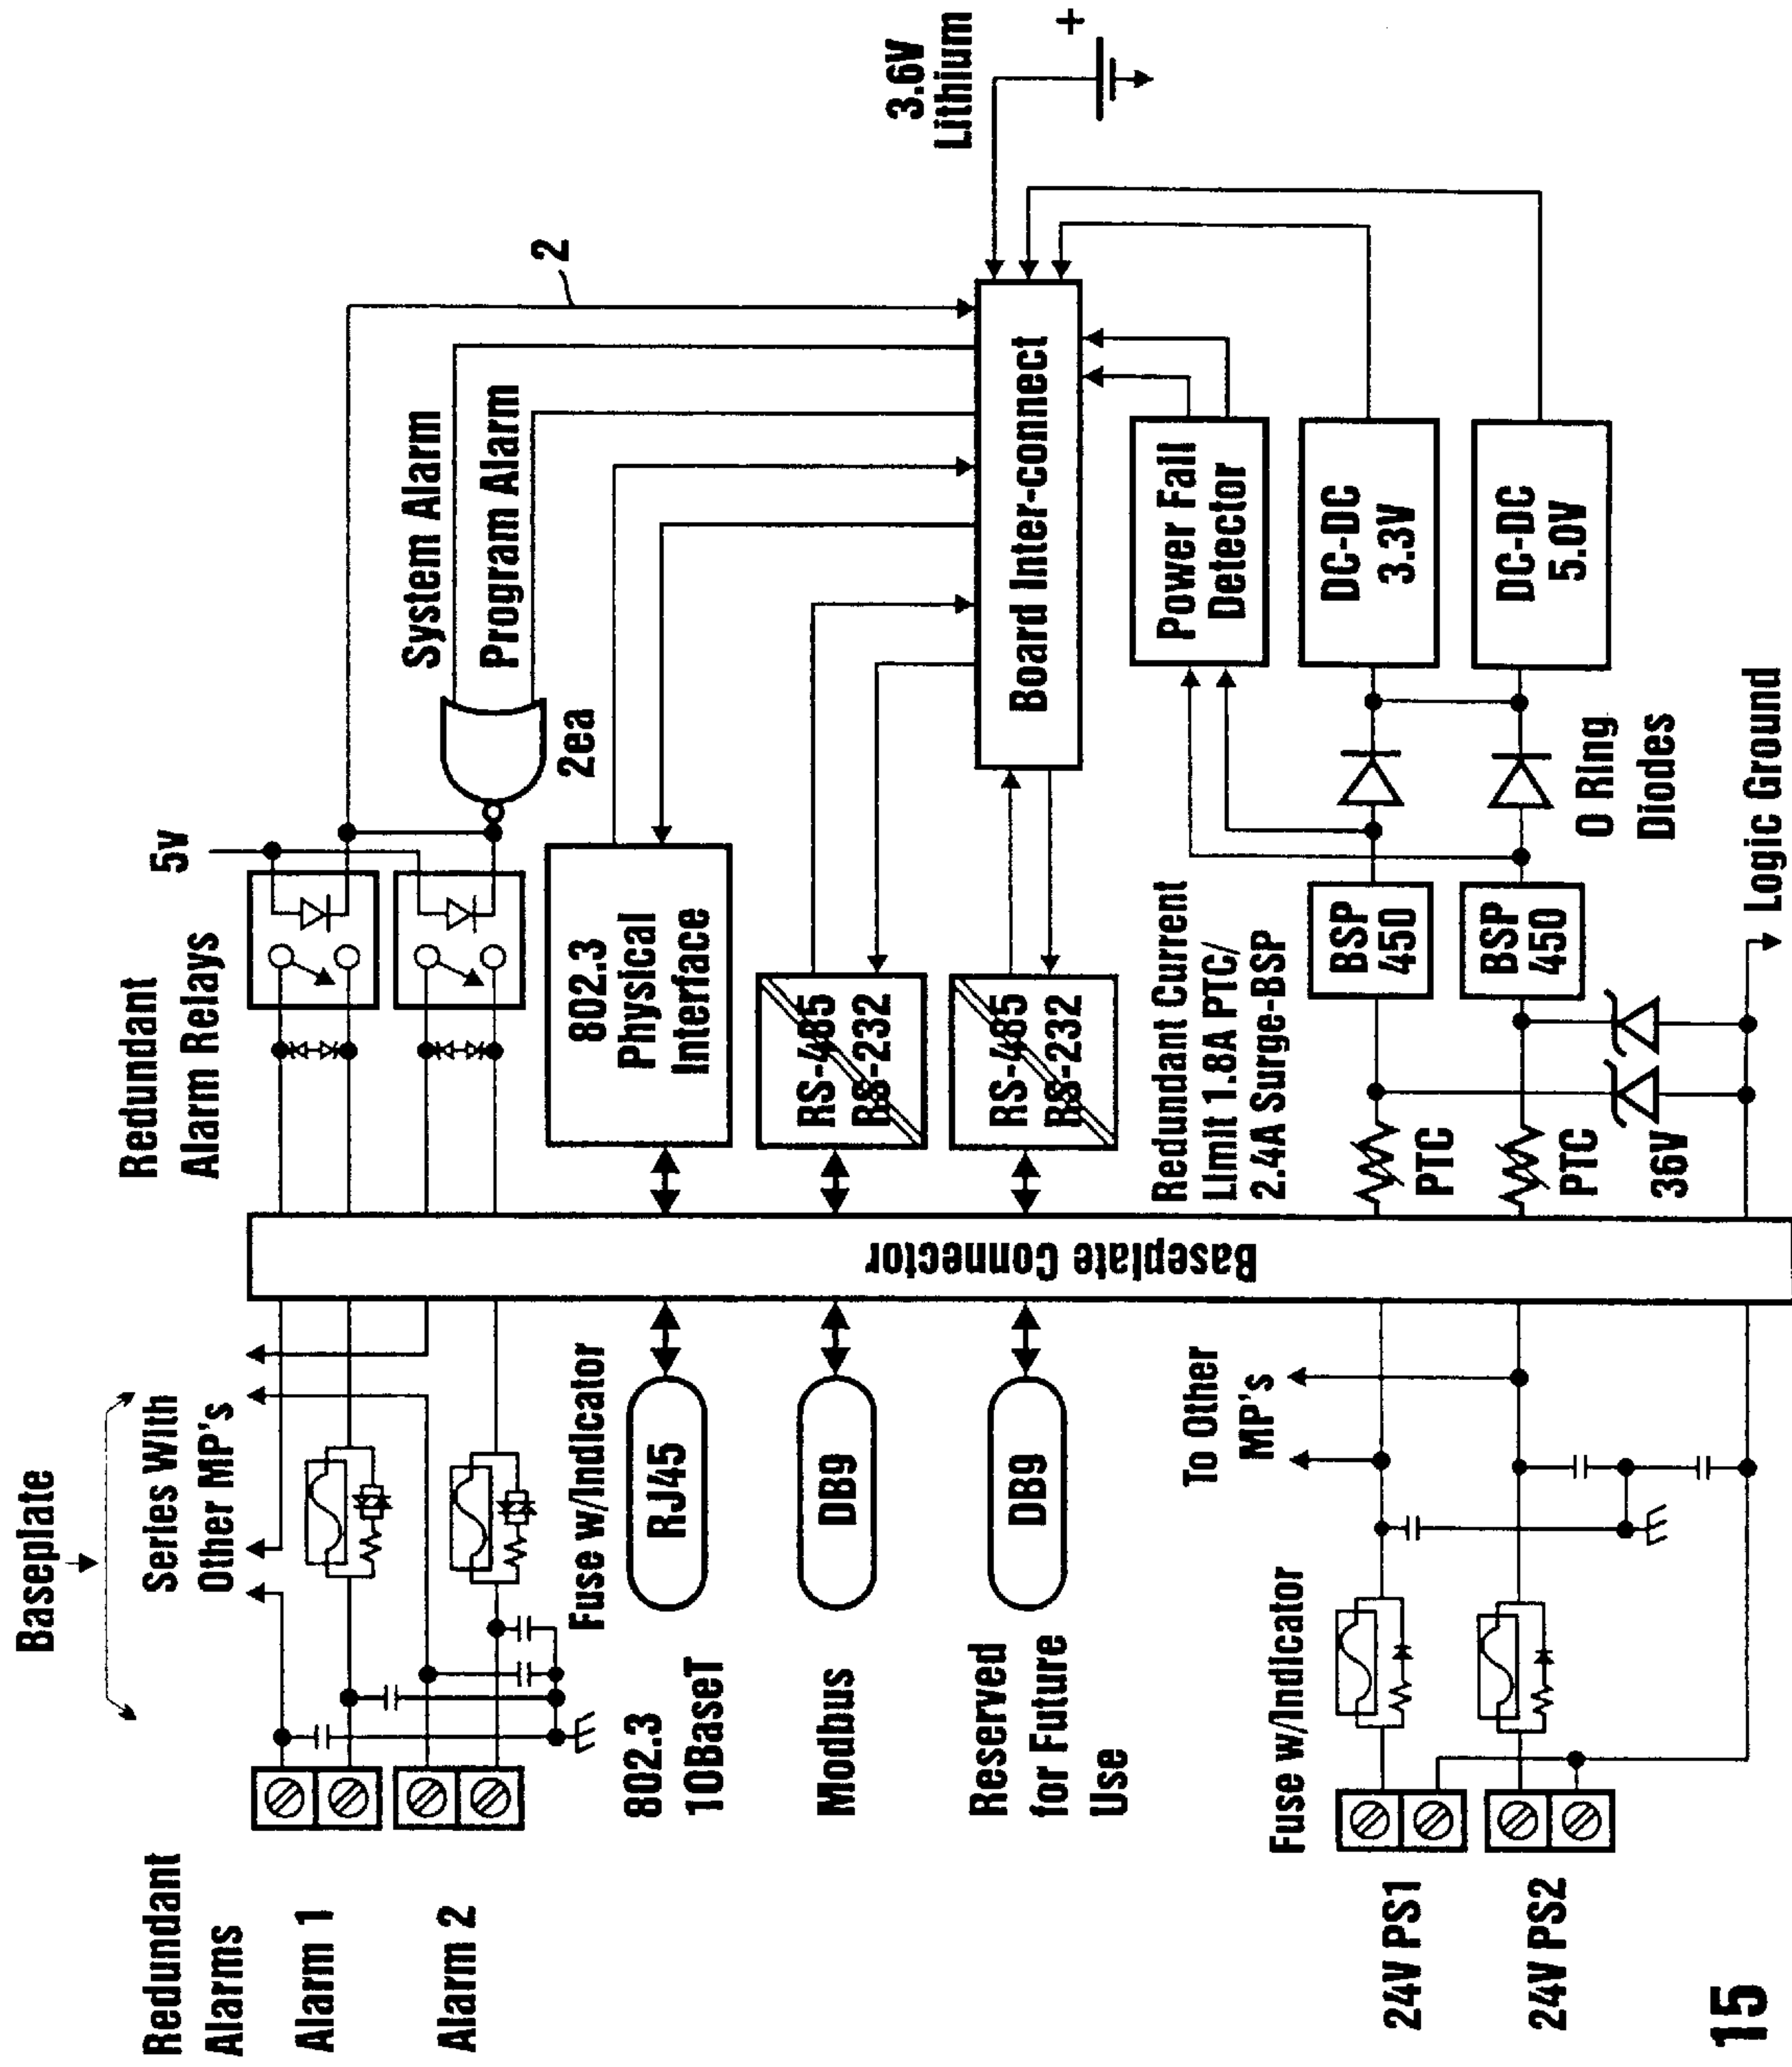 Baseplate
Redundant
Alarms
Alarm 1
Alarm 2
Series With
Other MP's
Fuse w/Indicator
802.3
10BaseT
RJ45
Modbus
DB9
Reserved
for Future
Use
DB9
Fuse w/Indicator
To Other
MP's
24V PS1
24V PS2
Baseplate Connector
Redundant
Alarm Relays
5v
2ea
System Alarm
Program Alarm
2
802.3
Physical
Interface
RS-485
RS-232
RS-485
RS-232
Board Inter-connect
3.6V
Lithium
+
Redundant Current
Limit 1.8A PTC/
2.4A Surge-BSP
PTC
PTC
36V
BSP
450
BSP
450
O Ring
Diodes
Logic Ground
Power Fail
Detector
DC-DC
3.3V
DC-DC
5.0V
15